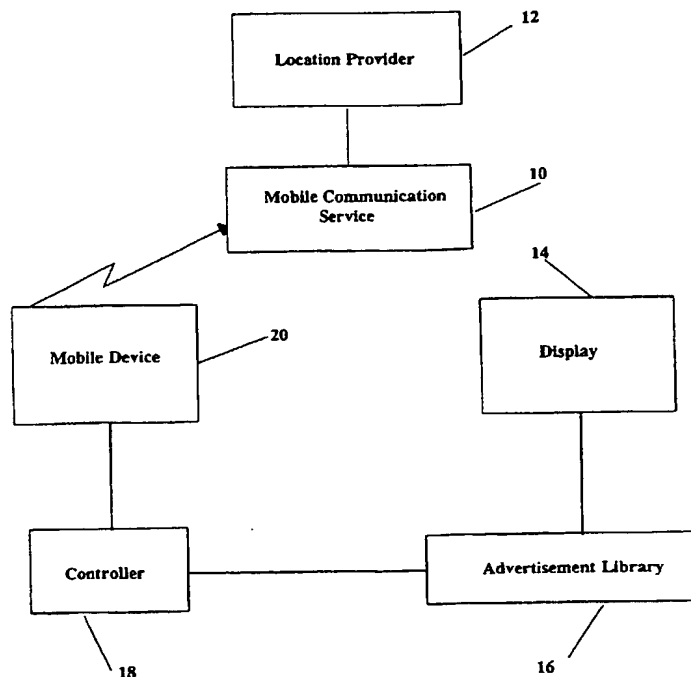 12
Location Provider
10
Mobile Communication
Service
14
20
Mobile Device
Display
Controller
Advertisement Library
18
16